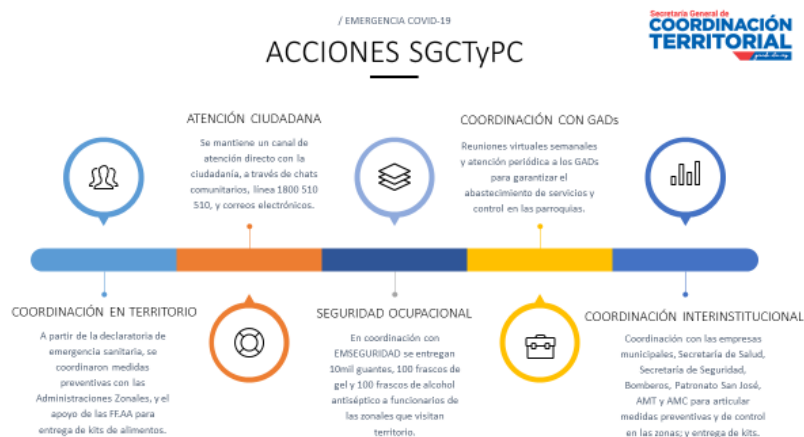 / EMERGENCIA COVID-19
ACCIONES SGCTyPC
Secretaría General de
COORDINACIÓN
TERRITORIAL
ATENCIÓN CIUDADANA
Se mantiene un canal de
atención directo con la
ciudadanía, a través de chats
comunitarios, línea 1800 510
510, y correos electrónicos.
COORDINACIÓN CON GADs
Reuniones virtuales semanales
y atención periódica a los GADs
para garantizar el
abastecimiento de servicios y
control en las parroquias.
COORDINACIÓN EN TERRITORIO
A partir de la declaratoria de
emergencia sanitaria, se
coordinaron medidas
preventivas con las
Administraciones Zonales, y el
apoyo de las FF.AA para
entrega de kits de alimentos.
SEGURIDAD OCUPACIONAL
En coordinación con
EMSEGURIDAD se entregan
10mil guantes, 100 frascos de
gel y 100 frascos de alcohol
antiséptico a funcionarios de
las zonales que visitan
territorio.
COORDINACIÓN INTERINSTITUCIONAL
Coordinación con las empresas
municipales, Secretaría de Salud,
Secretaría de Seguridad,
Bomberos, Patronato San José,
AMT y AMC para articular
medidas preventivas y de control
en las zonas; y entrega de kits.